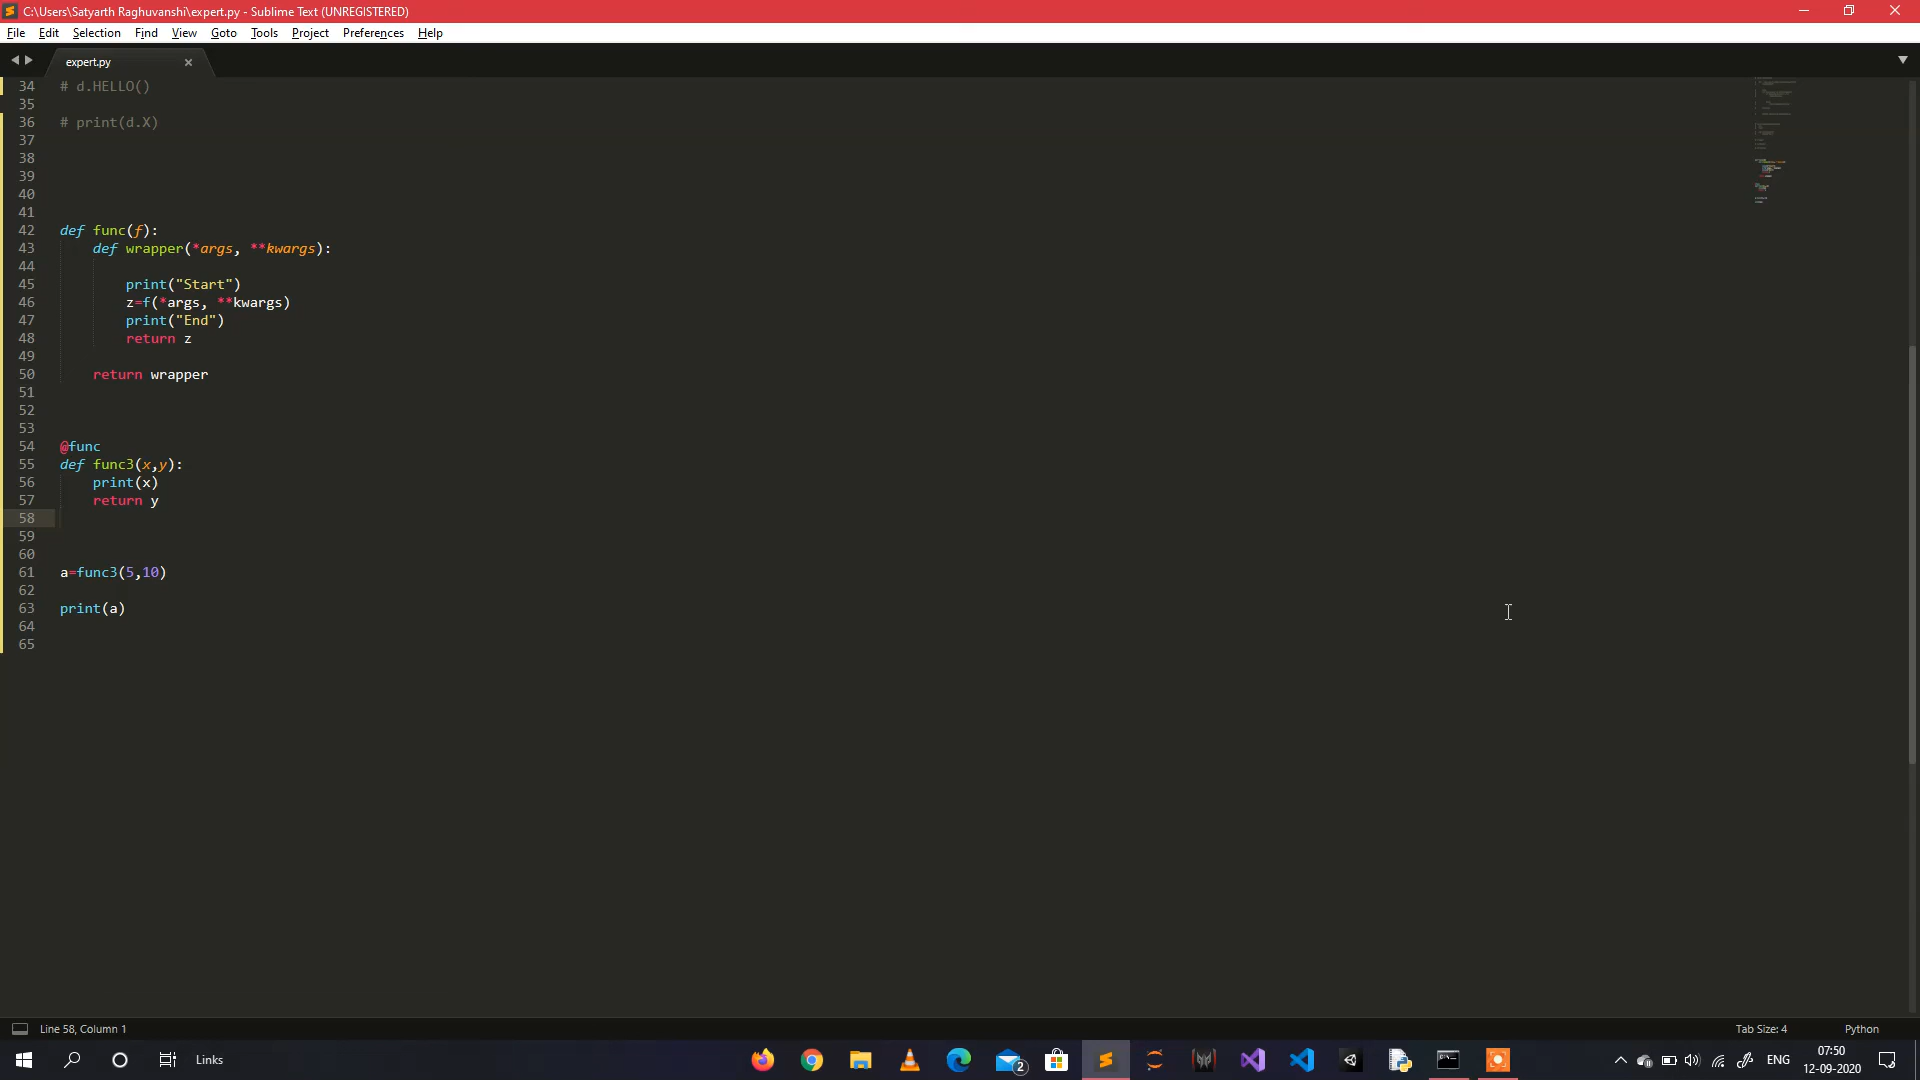 C:\Users\Satyarth Raghuvanshi\expert.py - Sublime Text (UNREGISTERED)
File Edit Selection Find View Goto Tools Project Preferences Help
expert.py
34 # d.HELLO()
35
36 # print(d.X)
37
38
39
40
41
42 def func(f):
43 def wrapper(*args, **kwargs):
44
45 print("Start")
46 z=f(*args, **kwargs)
47 print("End")
48 return z
49
50 return wrapper
51
52
53
54 @func
55 def func3(x,y):
56 print(x)
57 return y
58
59
60
61 a=func3(5,10)
62
63 print(a)
64
65
Line 58, Column 1 Tab Size: 4 Python
Links 2 ENG 07:50
12-09-2020